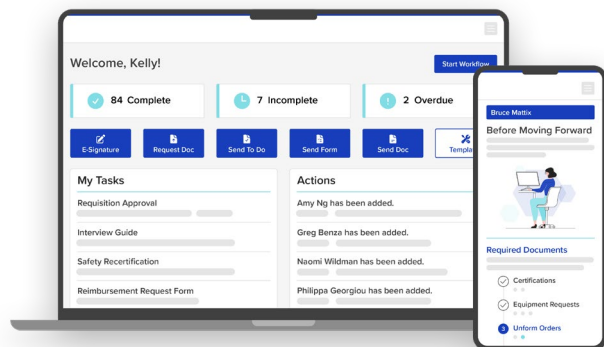 Welcome, Kelly!
Start Workflow
84 Complete
7 Incomplete
2 Overdue
E-Signature
Request Doc
Send To Do
Send Form
Send Doc
My Tasks
Requisition Approval
Interview Guide
Safety Recertification
Reimbursement Request Form
Actions
Amy Ng has been added.
Greg Benza has been added.
Naomi Wildman has been added.
Philippa Georgiou has been added.
Bruce Mattix
Before Moving Forward
Required Documents
Certifications
Equipment Requests
3 Unform Orders